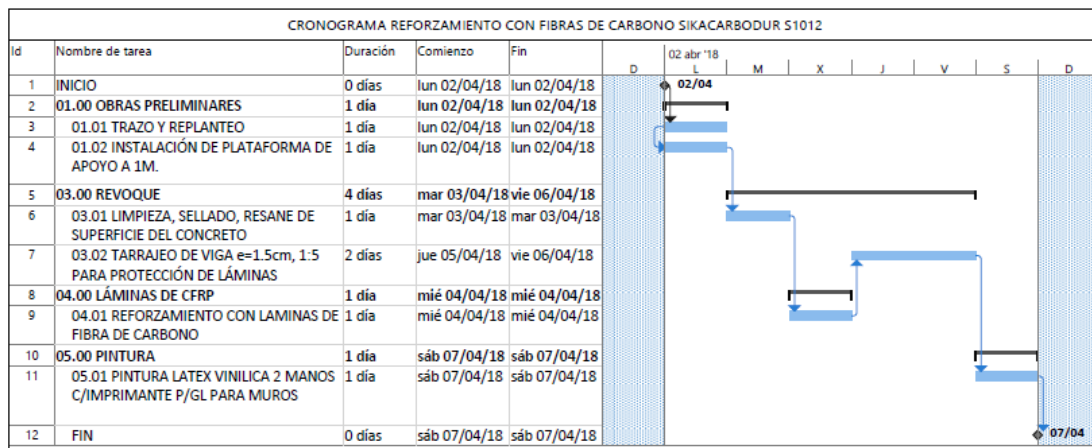 CRONOGRAMA REFORZAMIENTO CON FIBRAS DE CARBONO SIKACARBODUR S1012
Id Nombre de tarea Duración Comienzo Fin 02 abr '18
D L M X J V S D
1 INICIO 0 días lun 02/04/18 lun 02/04/18 02/04
2 01.00 OBRAS PRELIMINARES 1 día lun 02/04/18 lun 02/04/18
3 01.01 TRAZO Y REPLANTEO 1 día lun 02/04/18 lun 02/04/18
4 01.02 INSTALACIÓN DE PLATAFORMA DE 1 día lun 02/04/18 lun 02/04/18
APOYO A 1M.
5 03.00 REVOQUE 4 días mar 03/04/18 vie 06/04/18
6 03.01 LIMPIEZA, SELLADO, RESANE DE 1 día mar 03/04/18 mar 03/04/18
SUPERFICIE DEL CONCRETO
7 03.02 TARRAJEO DE VIGA e=1.5cm, 1:5 2 días jue 05/04/18 vie 06/04/18
PARA PROTECCIÓN DE LÁMINAS
8 04.00 LÁMINAS DE CFRP 1 día mié 04/04/18 mié 04/04/18
9 04.01 REFORZAMIENTO CON LAMINAS DE 1 día mié 04/04/18 mié 04/04/18
FIBRA DE CARBONO
10 05.00 PINTURA 1 día sáb 07/04/18 sáb 07/04/18
11 05.01 PINTURA LATEX VINILICA 2 MANOS 1 día sáb 07/04/18 sáb 07/04/18
C/IMPRIMANTE P/GL PARA MUROS
12 FIN 0 días sáb 07/04/18 sáb 07/04/18 07/04